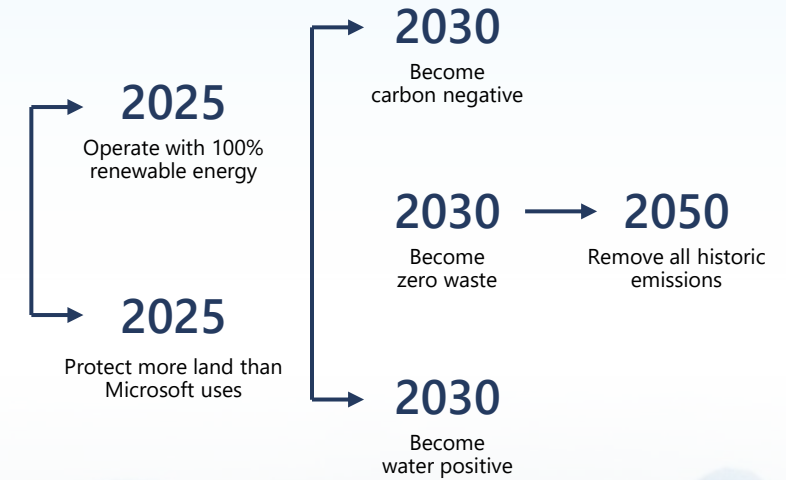 2025
Operate with 100%
renewable energy
2025
Protect more land than
Microsoft uses
2030
Become
carbon negative
2030
Become
zero waste
2030
Become
water positive
2050
Remove all historic
emissions